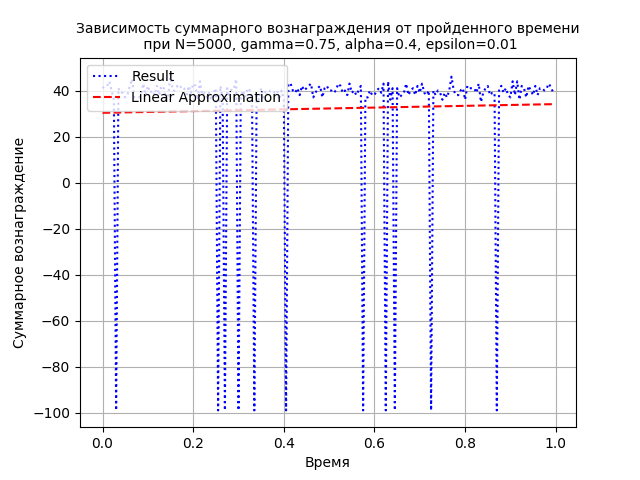 Зависимость суммарного вознаграждения от пройденного времени
при N=5000, gamma=0.75, alpha=0.4, epsilon=0.01
Result
Linear Approximation
Суммарное вознаграждение
40
20
0
−20
−40
−60
−80
−100
0.0
0.2
0.4
0.6
0.8
1.0
Время